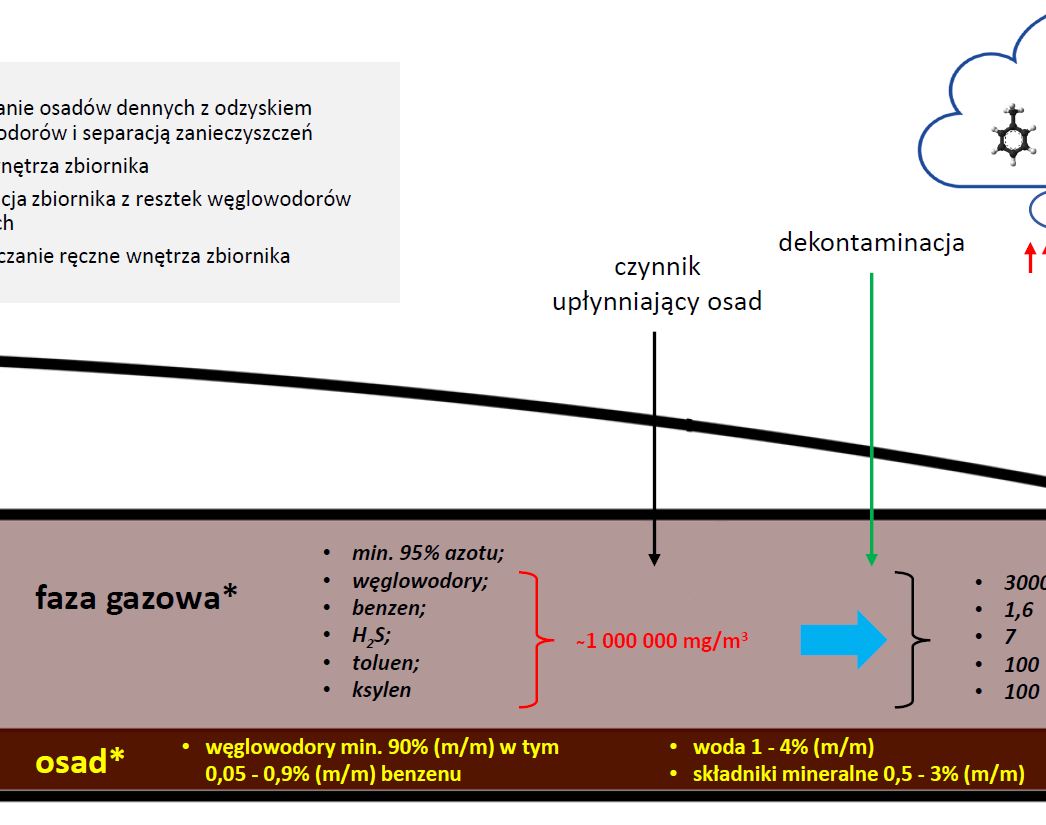 anie osadów dennych z odzyskiem
odorów i separacją zanieczyszczeń
nętrza zbiornika
cja zbiornika z resztek węglowodorów
ch
czanie ręczne wnętrza zbiornika
dekontaminacja
czynnik
upłynniający osad
faza gazowa*
• min. 95% azotu;
• węglowodory;
• benzen;
• H₂S;
• toluen;
• ksylen
~1 000 000 mg/m³
• 3000
• 1,6
• 7
• 100
• 100
osad*
• węglowodory min. 90% (m/m) w tym
0,05 - 0,9% (m/m) benzenu
• woda 1 - 4% (m/m)
• składniki mineralne 0,5 - 3% (m/m)